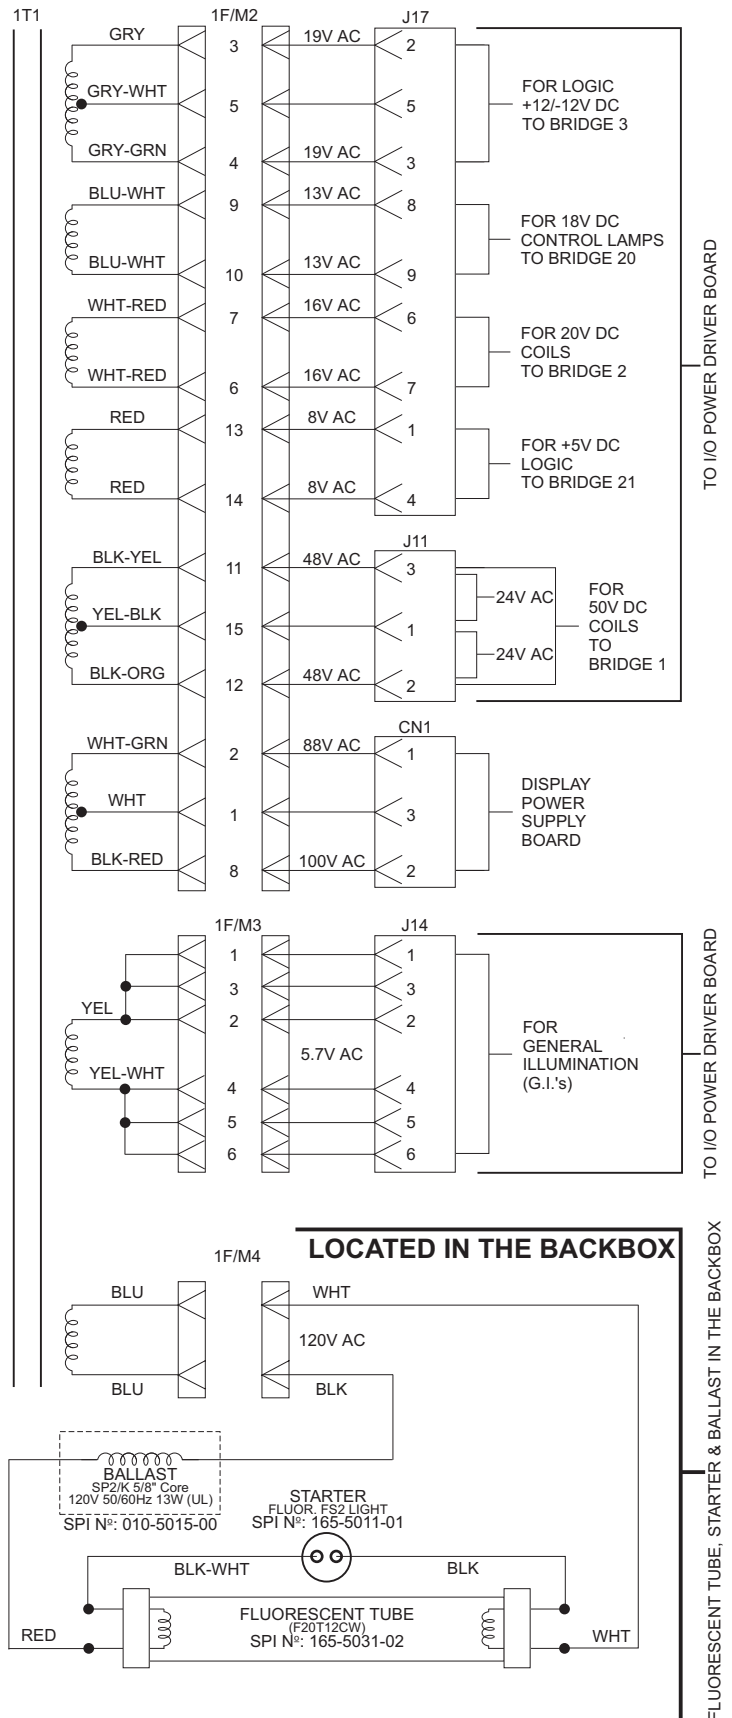 1T1
1F/M2
J17
GRY
3
19V AC
2
GRY-WHT
5
5
GRY-GRN
4
19V AC
3
FOR LOGIC
+12/-12V DC
TO BRIDGE 3
BLU-WHT
9
13V AC
8
BLU-WHT
10
13V AC
9
FOR 18V DC
CONTROL LAMPS
TO BRIDGE 20
WHT-RED
7
16V AC
6
WHT-RED
6
16V AC
7
FOR 20V DC
COILS
TO BRIDGE 2
RED
13
8V AC
1
RED
14
8V AC
4
FOR +5V DC
LOGIC
TO BRIDGE 21
TO I/O POWER DRIVER BOARD
J11
BLK-YEL
11
48V AC
3
24V AC
YEL-BLK
15
1
24V AC
BLK-ORG
12
48V AC
2
FOR
50V DC
COILS
TO
BRIDGE 1
CN1
WHT-GRN
2
88V AC
1
WHT
1
3
BLK-RED
8
100V AC
2
DISPLAY
POWER
SUPPLY
BOARD
1F/M3
J14
1
1
3
3
YEL
2
2
5.7V AC
YEL-WHT
4
4
5
5
6
6
FOR
GENERAL
ILLUMINATION
(G.I.'s)
TO I/O POWER DRIVER BOARD
LOCATED IN THE BACKBOX
1F/M4
BLU
WHT
120V AC
BLU
BLK
BALLAST
SP2/K 5/8" Core
120V 50/60Hz 13W (UL)
SPI Nº: 010-5015-00
STARTER
FLUOR. FS2 LIGHT
SPI Nº: 165-5011-01
BLK-WHT
BLK
FLUORESCENT TUBE
(F20T12CW)
SPI Nº: 165-5031-02
RED
WHT
FLUORESCENT TUBE, STARTER & BALLAST IN THE BACKBOX